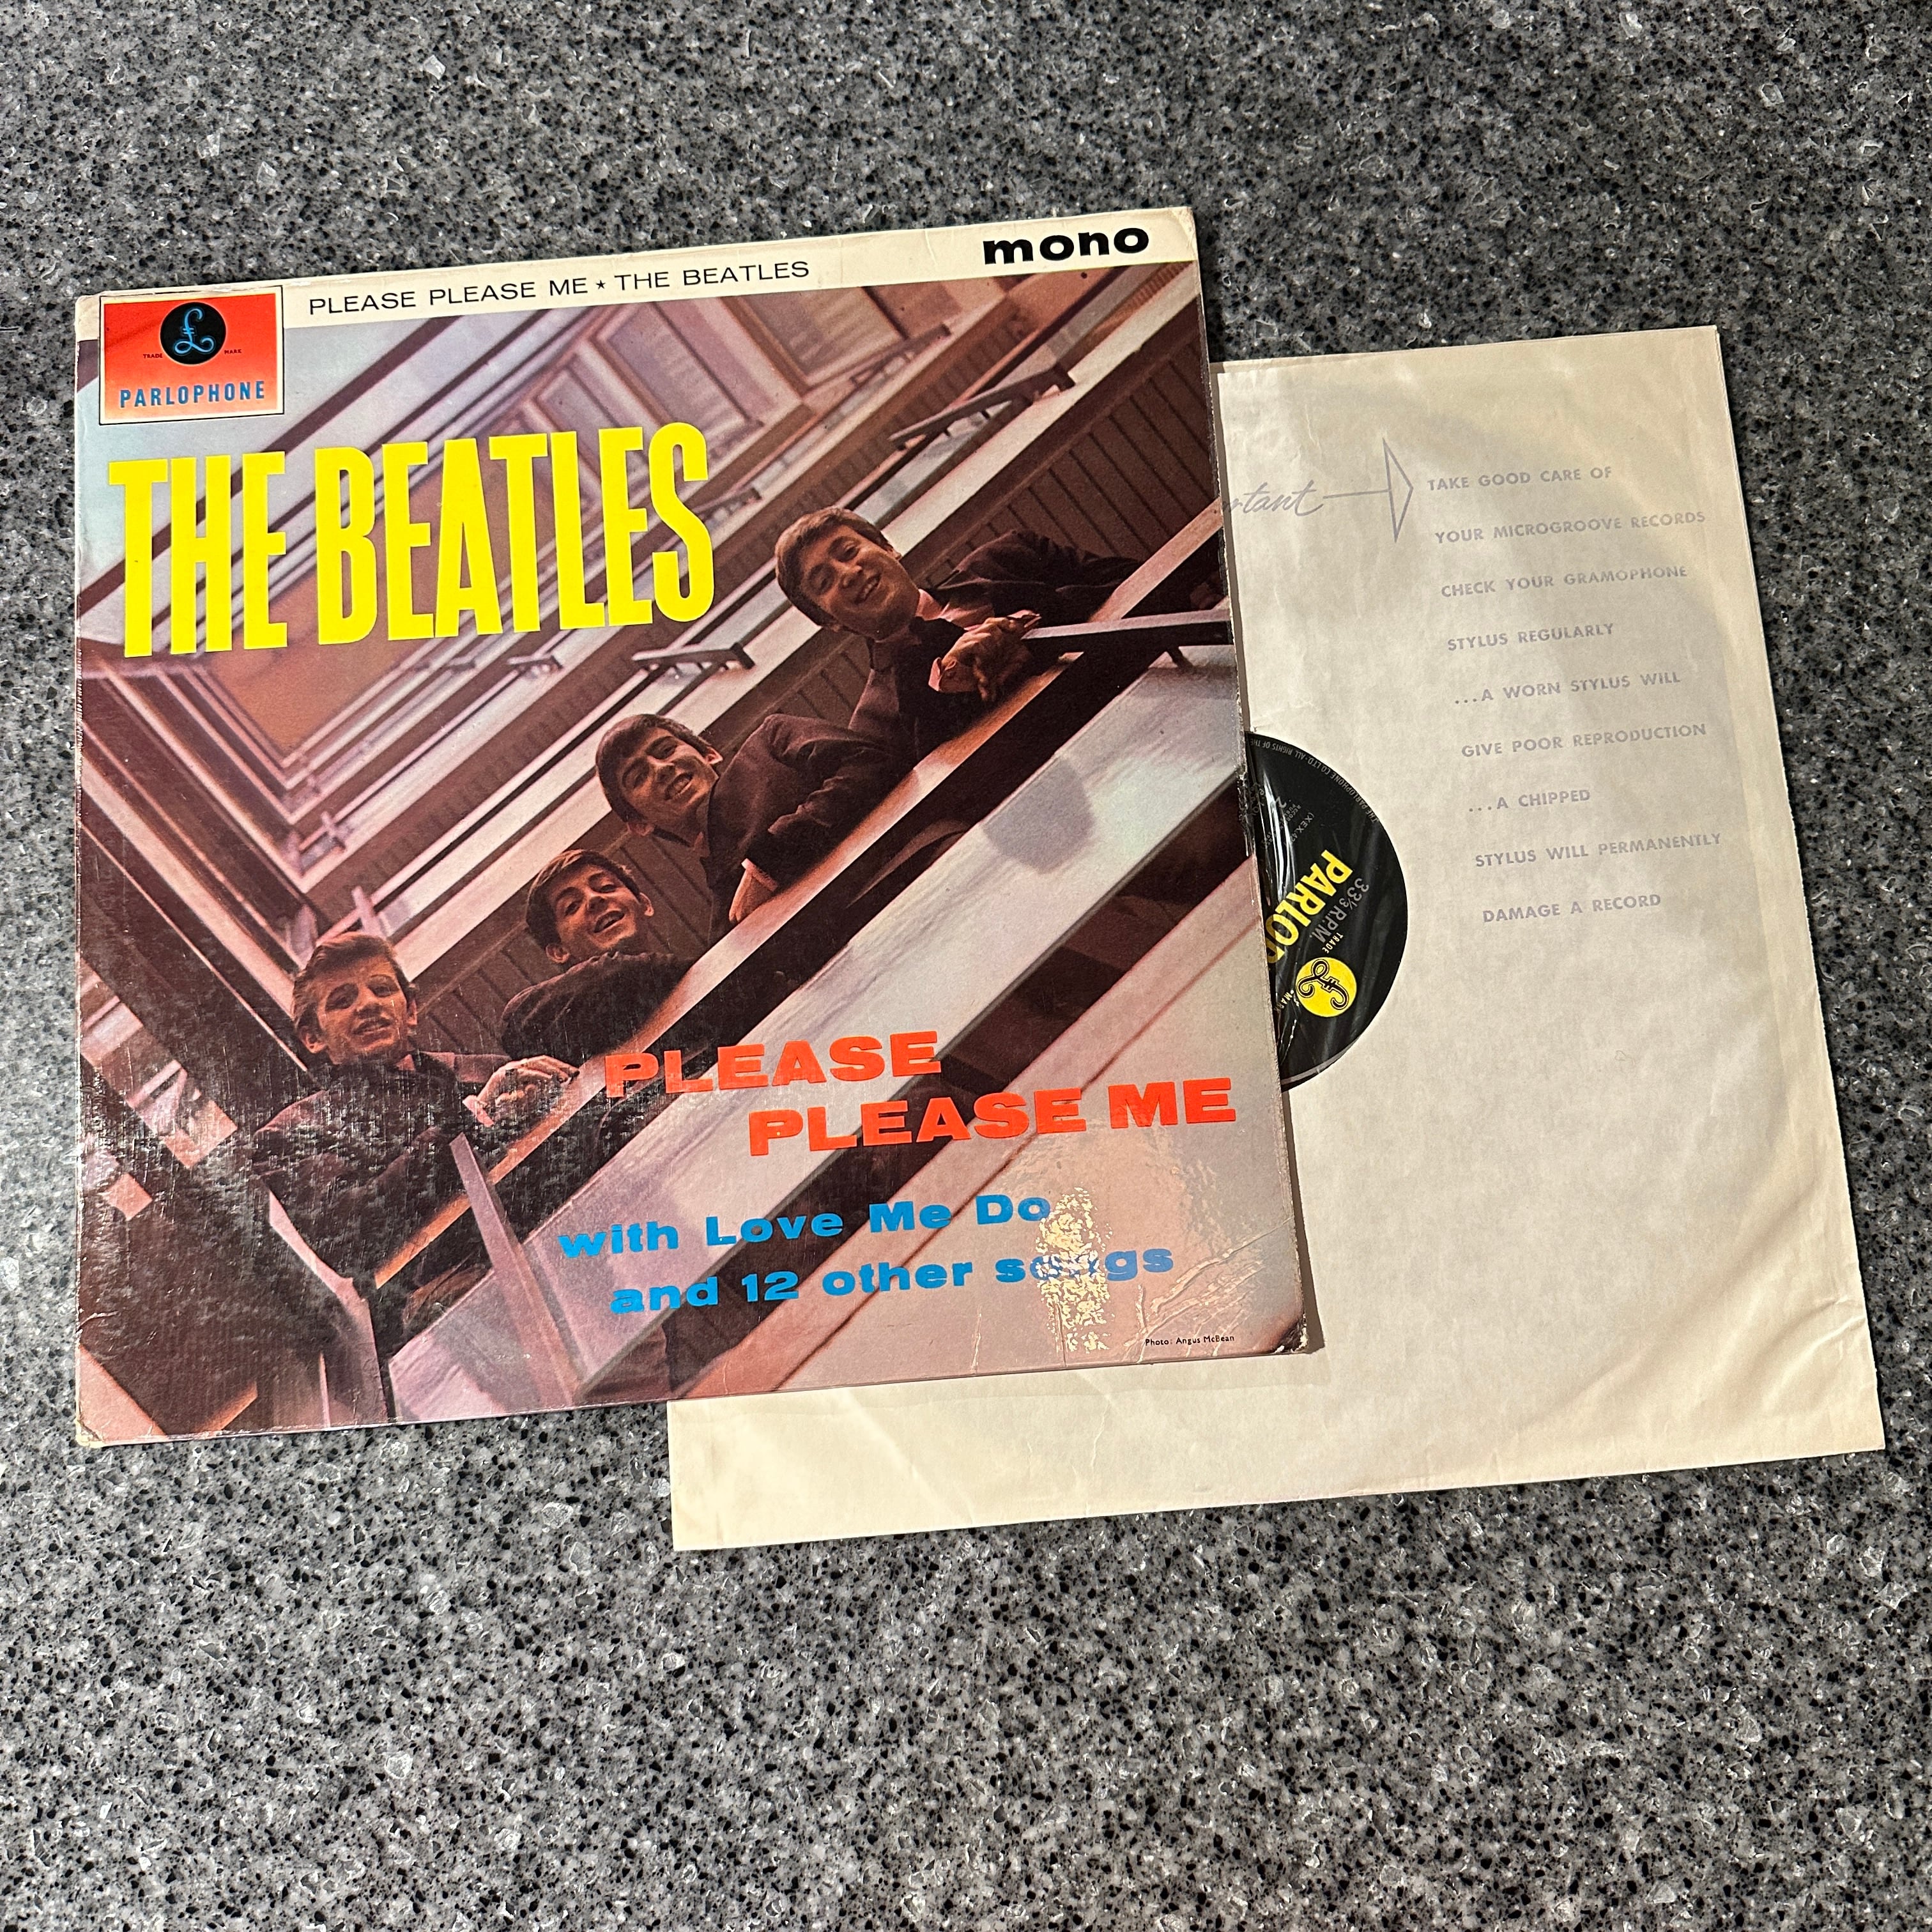 PLEASE PLEASE ME ★ THE BEATLES
mono
TRADE MARK
PARLOPHONE
THE BEATLES
PLEASE
PLEASE ME
with Love Me Do
and 12 other songs
Photo: Angus McBean
TAKE GOOD CARE OF
YOUR MICROGROOVE RECORDS
CHECK YOUR GRAMOPHONE
STYLUS REGULARLY
...A WORN STYLUS WILL
GIVE POOR REPRODUCTION
...A CHIPPED
STYLUS WILL PERMANENTLY
DAMAGE A RECORD
33⅓ R.P.M.
TRADE